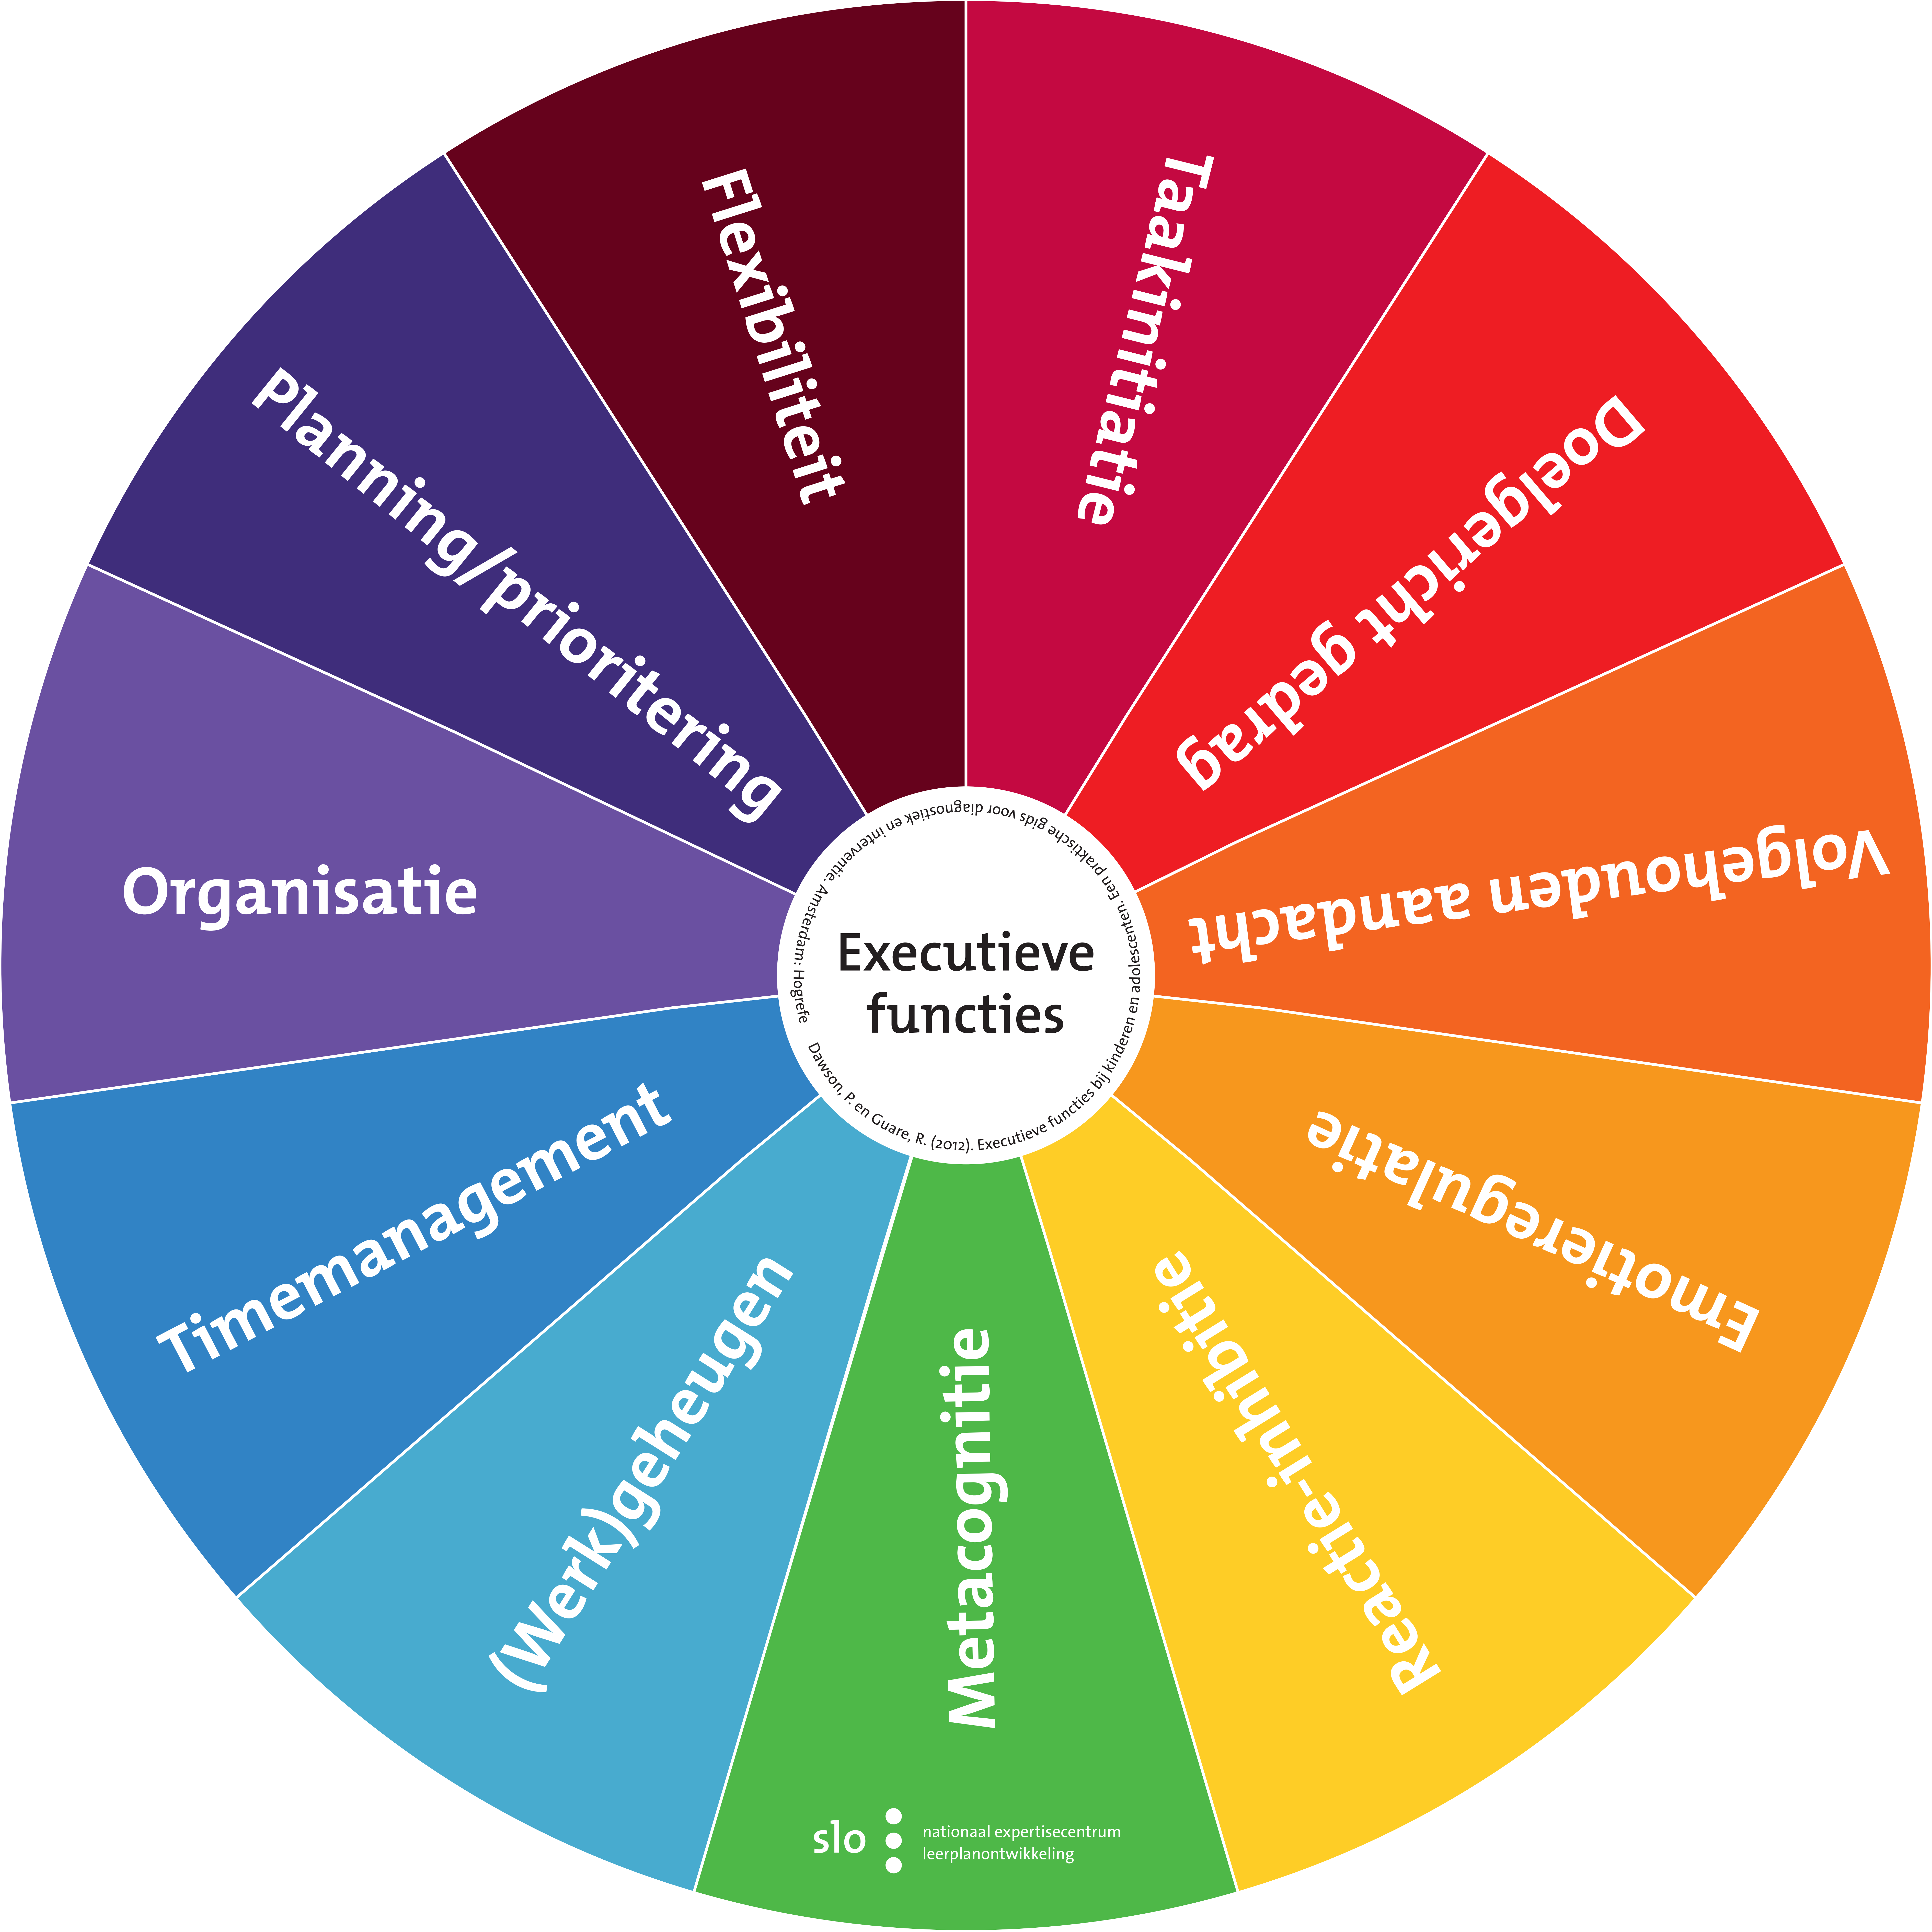 Executieve
functies
Dawson, P. en Guare, R. (2012). Executieve functies bij kinderen en adolescenten. Een praktische gids voor diagnostiek en interventie. Amsterdam: Hogrefe
Taakinitiatie
Doelgericht gedrag
Volgehouden aandacht
Emotieregulatie
Reactie-inhibitie
Metacognitie
(Werk)geheugen
Timemanagement
Organisatie
Planning/prioritering
Flexibiliteit
slo
nationaal expertisecentrum
leerplanontwikkeling